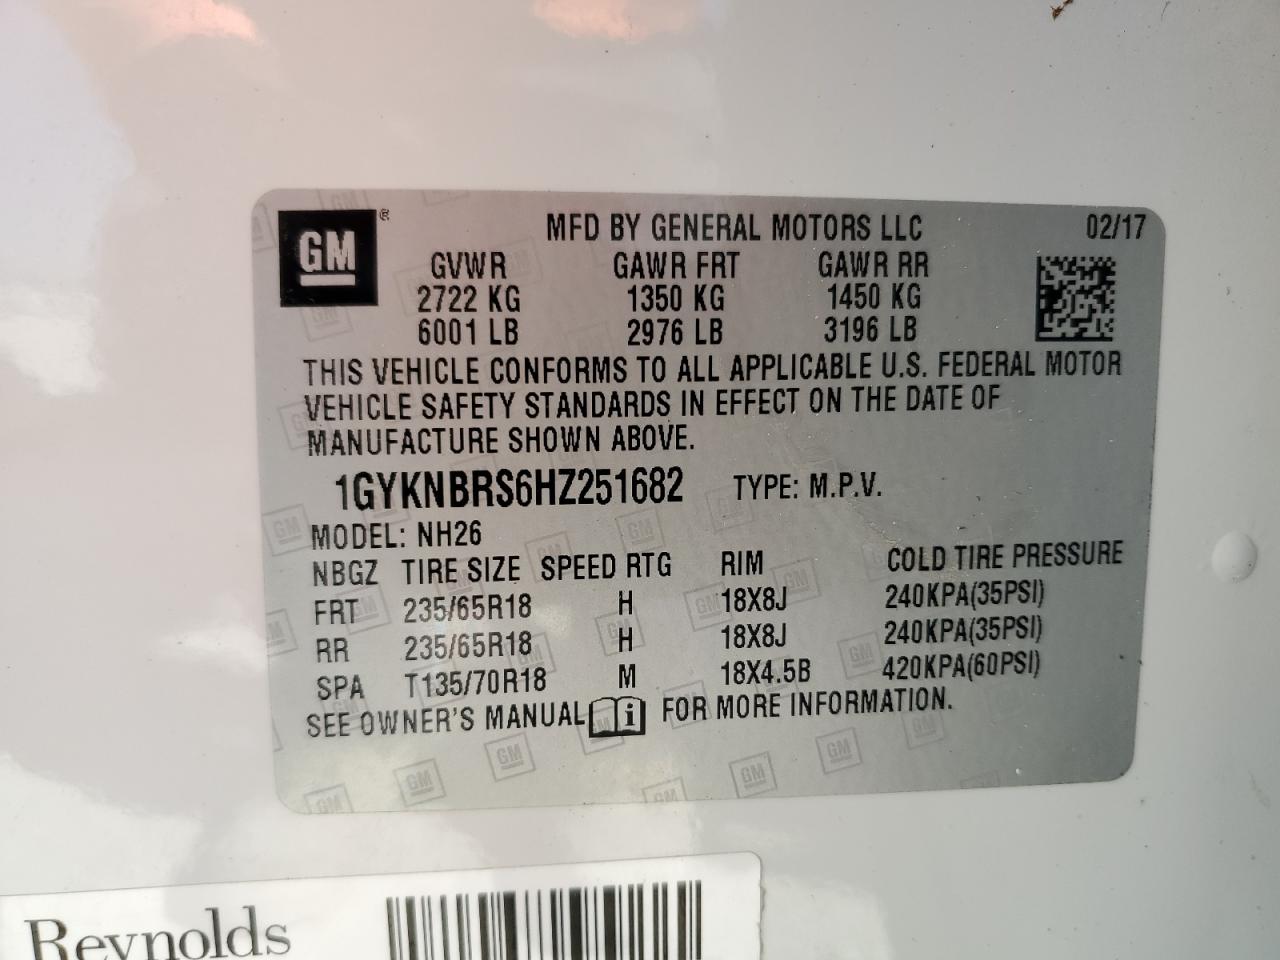 GM ®
MFD BY GENERAL MOTORS LLC 02/17
GVWR GAWR FRT GAWR RR
2722 KG 1350 KG 1450 KG
6001 LB 2976 LB 3196 LB
THIS VEHICLE CONFORMS TO ALL APPLICABLE U.S. FEDERAL MOTOR
VEHICLE SAFETY STANDARDS IN EFFECT ON THE DATE OF
MANUFACTURE SHOWN ABOVE.
1GYKNBRS6HZ251682 TYPE: M.P.V.
MODEL: NH26
NBGZ TIRE SIZE SPEED RTG RIM COLD TIRE PRESSURE
FRT 235/65R18 H 18X8J 240KPA(35PSI)
RR 235/65R18 H 18X8J 240KPA(35PSI)
SPA T135/70R18 M 18X4.5B 420KPA(60PSI)
SEE OWNER'S MANUAL i FOR MORE INFORMATION.
Reynolds